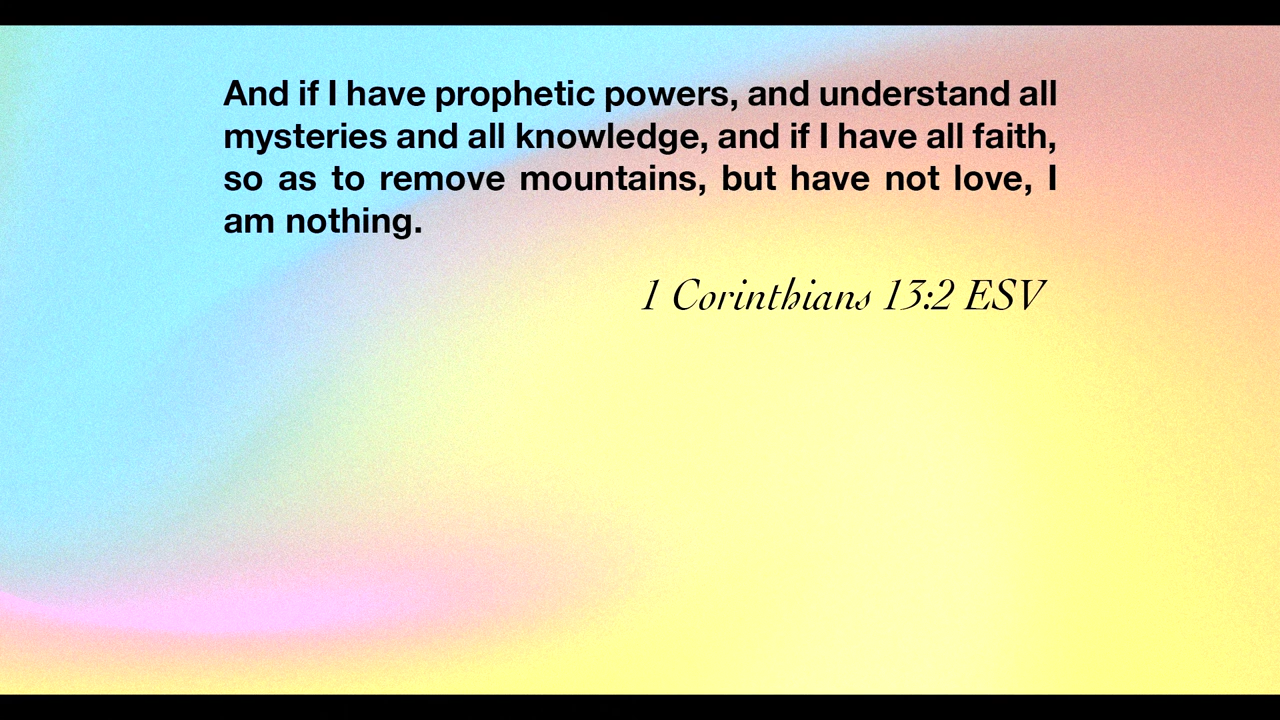 And if I have prophetic powers, and understand all
mysteries and all knowledge, and if I have all faith,
so as to remove mountains, but have not love, I
am nothing.
1 Corinthians 13:2 ESV